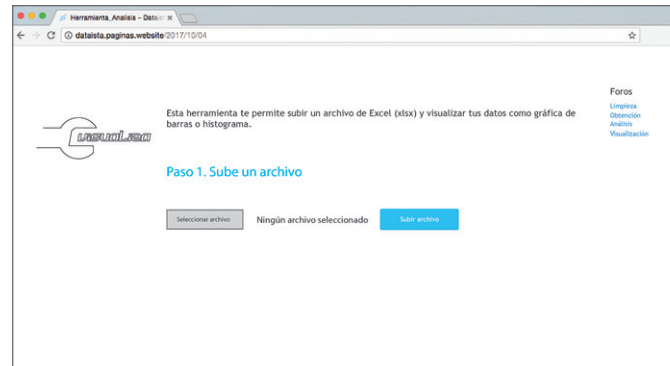 Herramienta_Analisis – Datais
dataista.paginas.website/2017/10/04
Foros
Limpieza
Obtención
Análisis
Visualización
Esta herramienta te permite subir un archivo de Excel (xlsx) y visualizar tus datos como gráfica de
barras o histograma.
Paso 1. Sube un archivo
Seleccionar archivo
Ningún archivo seleccionado
Subir archivo